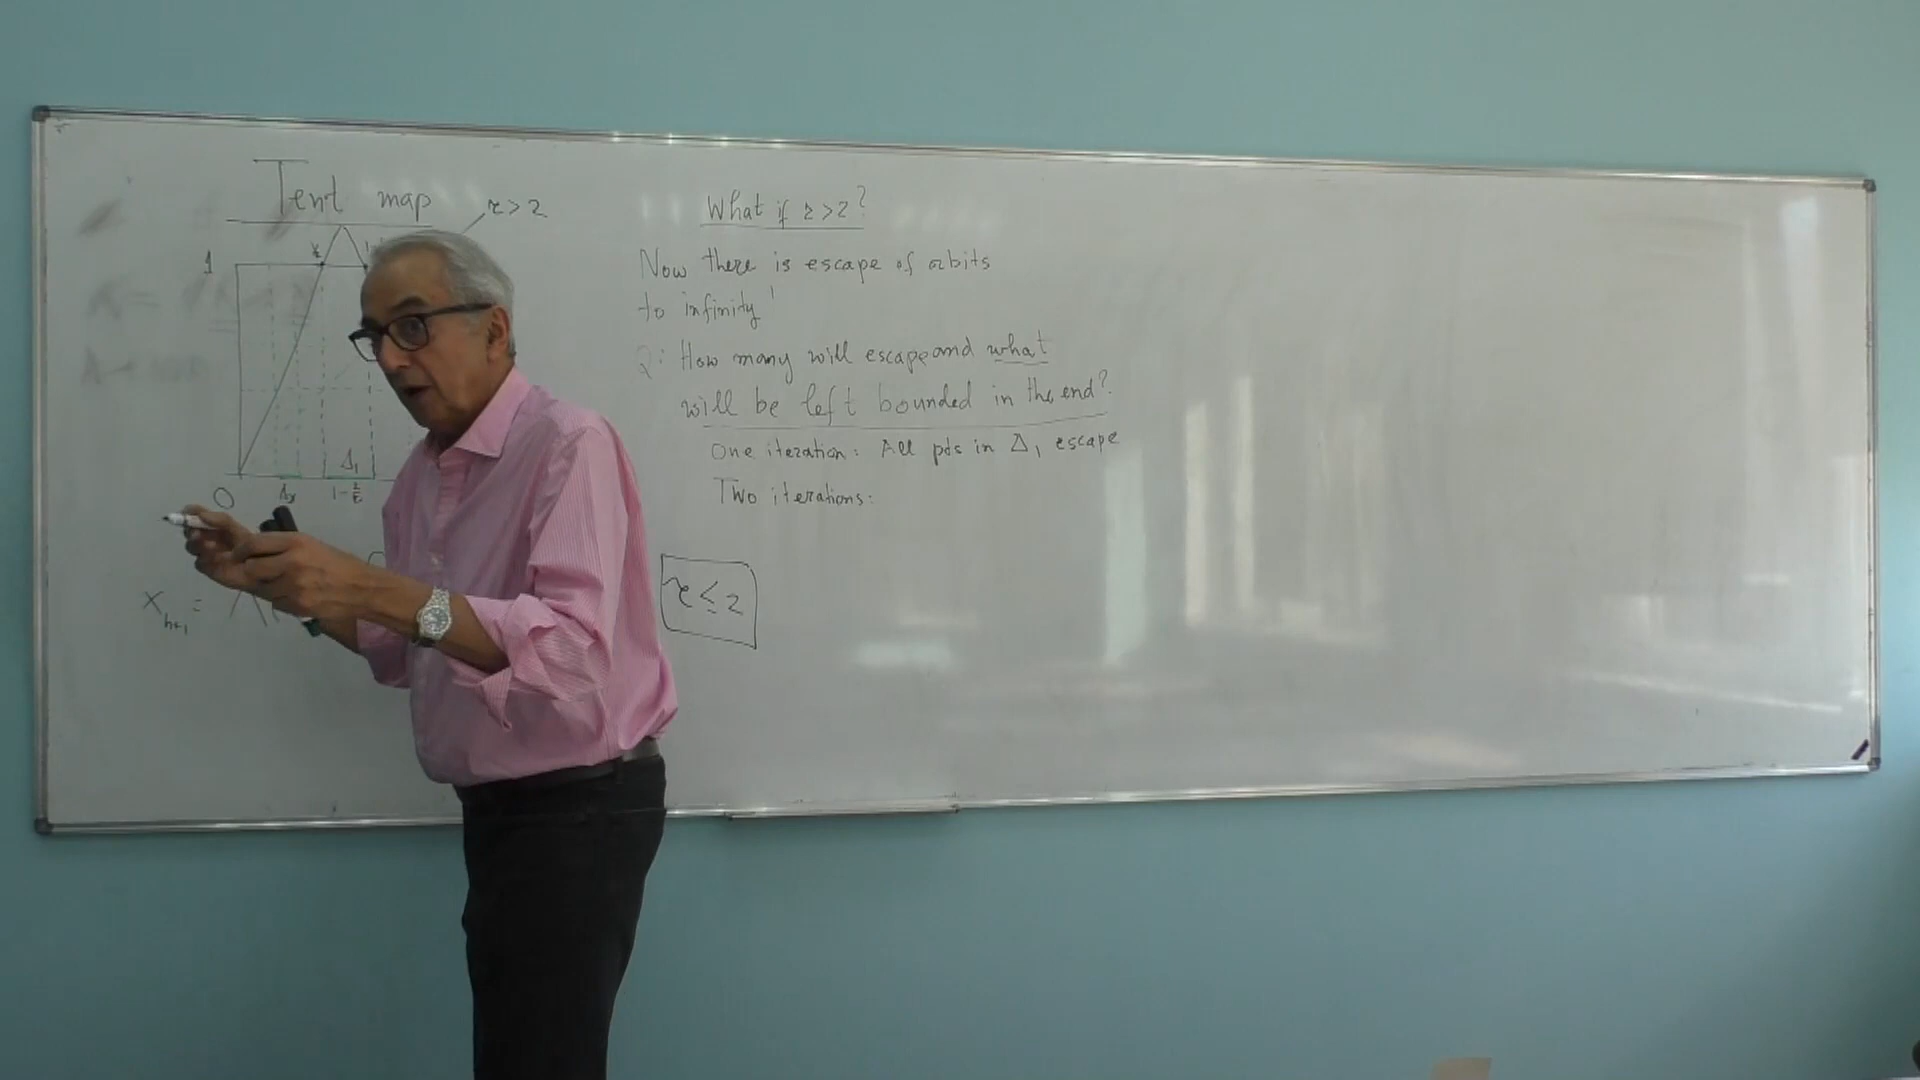 Tent map
r > 2
1
Δ₁
0
1 - 2/r
x_{n+1} =
What if r > 2?
Now there is escape of orbits
to infinity!
Q: How many will escape and what
will be left bounded in the end?
One iteration: All pts in Δ₁ escape
Two iterations:
r ≤ 2